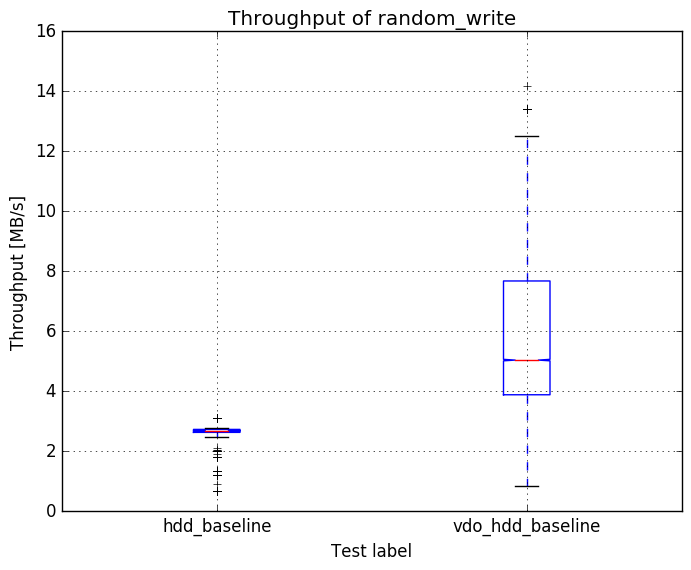 Throughput of random_write
16
14
12
10
8
6
4
2
0
Throughput [MB/s]
hdd_baseline
vdo_hdd_baseline
Test label